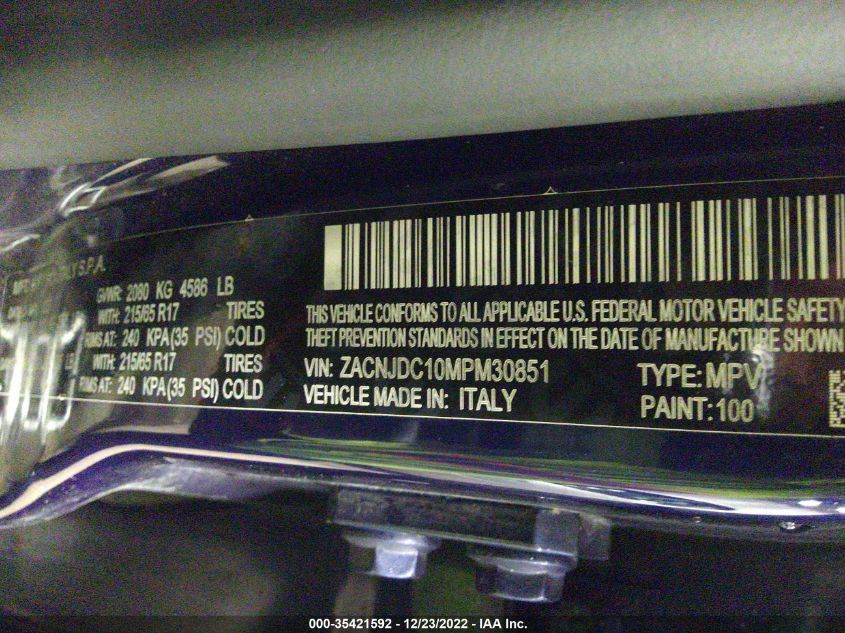 S.P.A.
GVWR: 2080 KG 4586 LB
WITH: 215/65 R17 TIRES
RIMS AT: 240 KPA (35 PSI) COLD
WITH: 215/65 R17 TIRES
RIMS AT: 240 KPA (35 PSI) COLD
THIS VEHICLE CONFORMS TO ALL APPLICABLE U.S. FEDERAL MOTOR VEHICLE SAFETY
THEFT PREVENTION STANDARDS IN EFFECT ON THE DATE OF MANUFACTURE SHOWN
VIN: ZACNJDC10MPM30851 TYPE: MPV
VEHICLE MADE IN: ITALY PAINT: 100
000-35421592 - 12/23/2022 - IAA Inc.